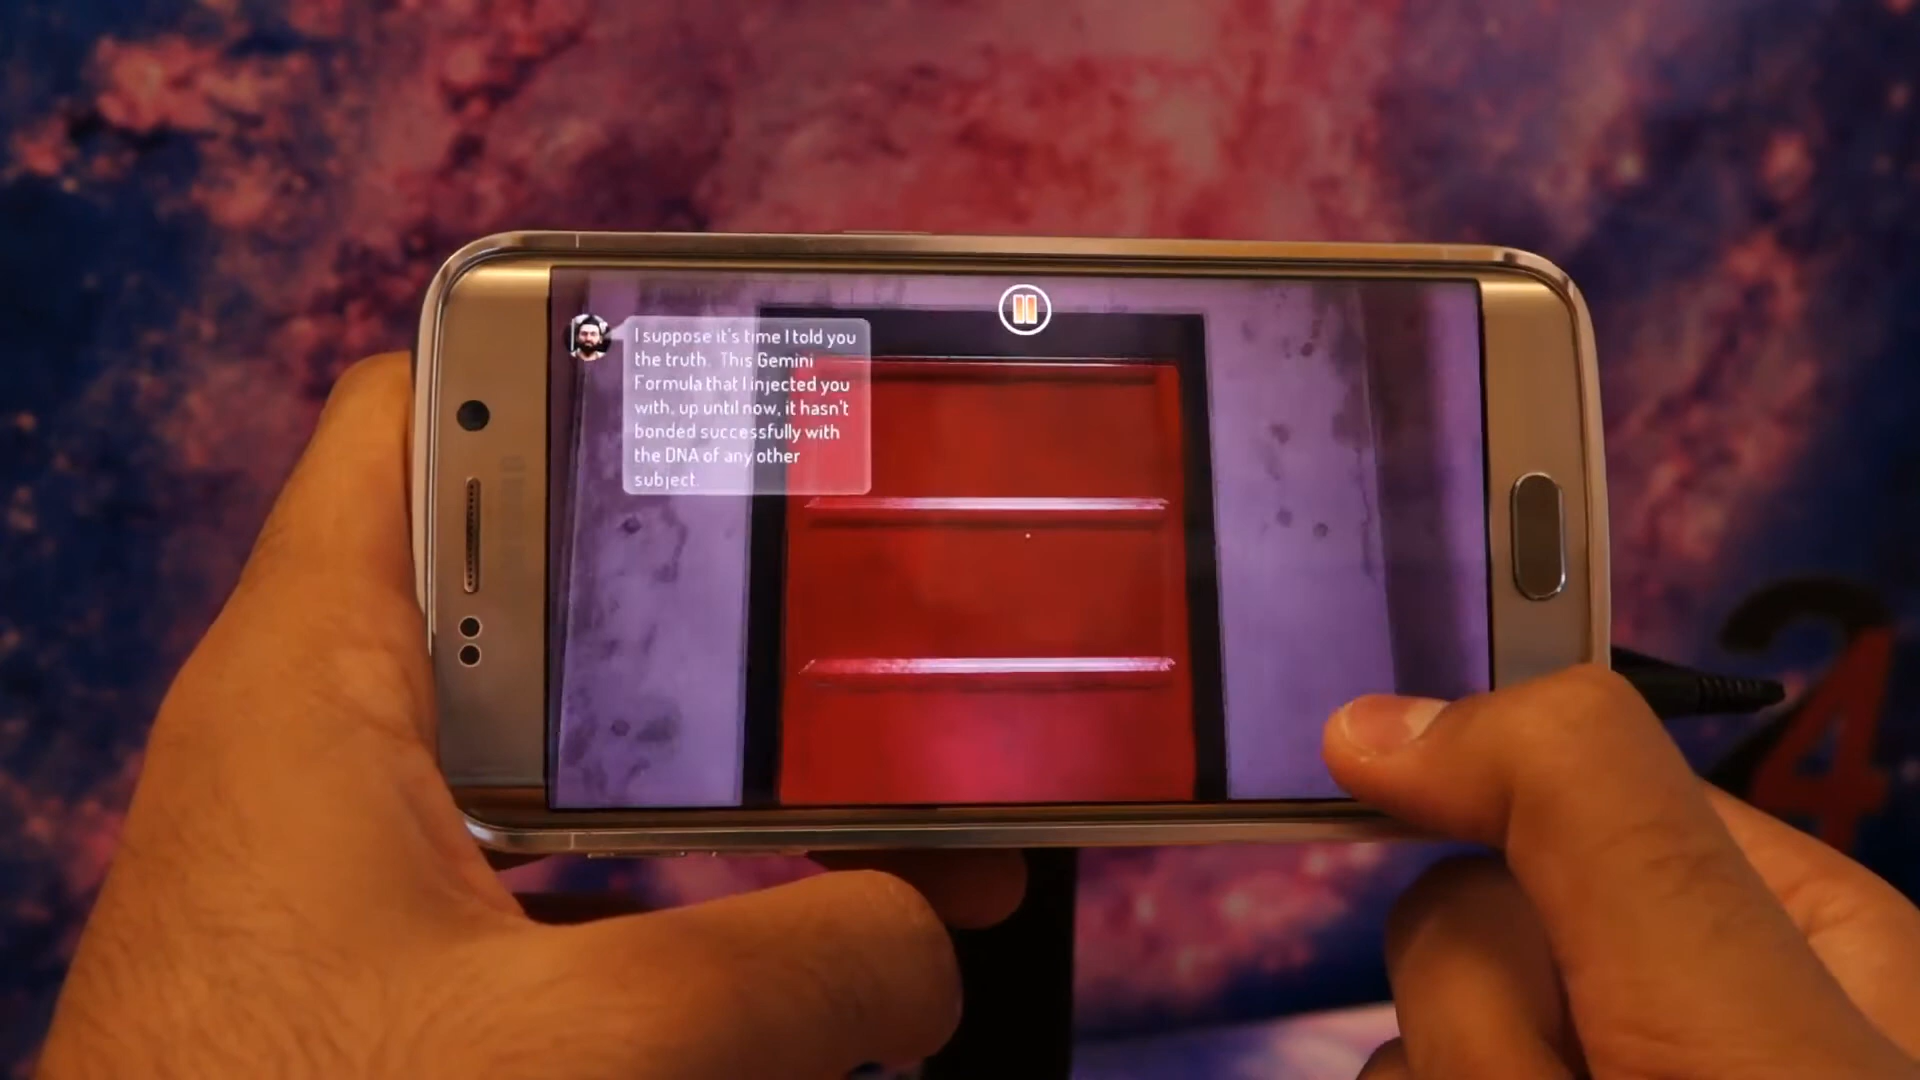 I suppose it's time I told you
the truth. This Gemini
Formula that I injected you
with, up until now, it hasn't
bonded successfully with
the DNA of any other
subject.
24